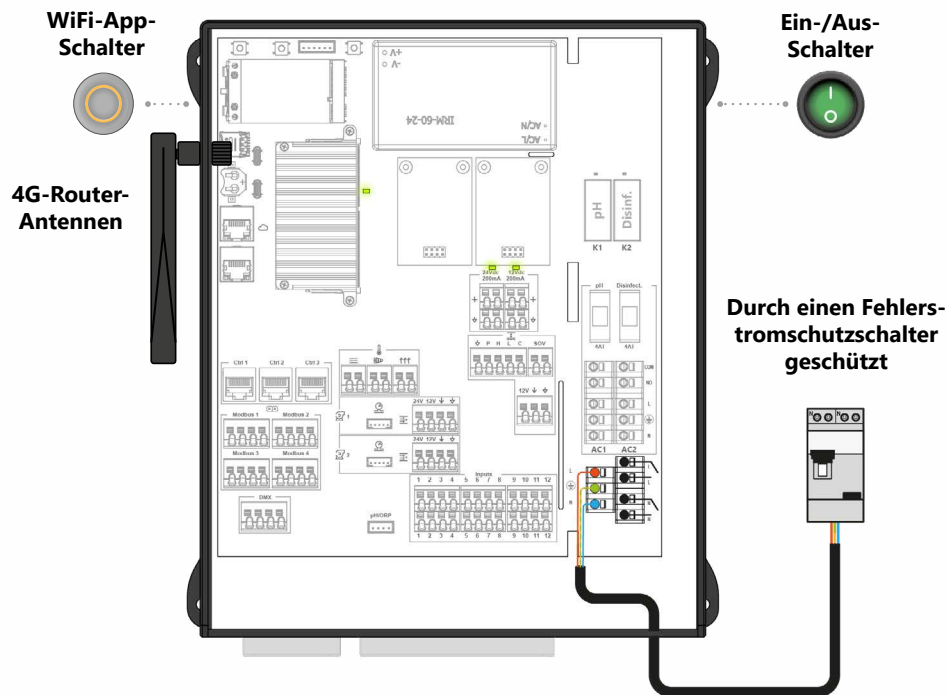 WiFi-App-
Schalter
Ein-/Aus-
Schalter
4G-Router-
Antennen
Durch einen Fehlers-
tromschutzschalter
geschützt
+V
-V
IRM-60-24
AC/N
AC/L
pH
Disinf.
K1 K2
24Vdc 12Vdc
200mA 200mA
pH Disinfect.
4A1 4A1
P H L C SOV
COM
NO
L
N
12V
Ctrl 1 Ctrl 2 Ctrl 3
24V 12V
1
24V 12V
2
Modbus 1 Modbus 2
Modbus 3 Modbus 4
DMX
pH/ORP
Inputs
1 2 3 4 5 6 7 8 9 10 11 12
1 2 3 4 5 6 7 8 9 10 11 12
AC1 AC2
L
N
L
L
N
N
N N